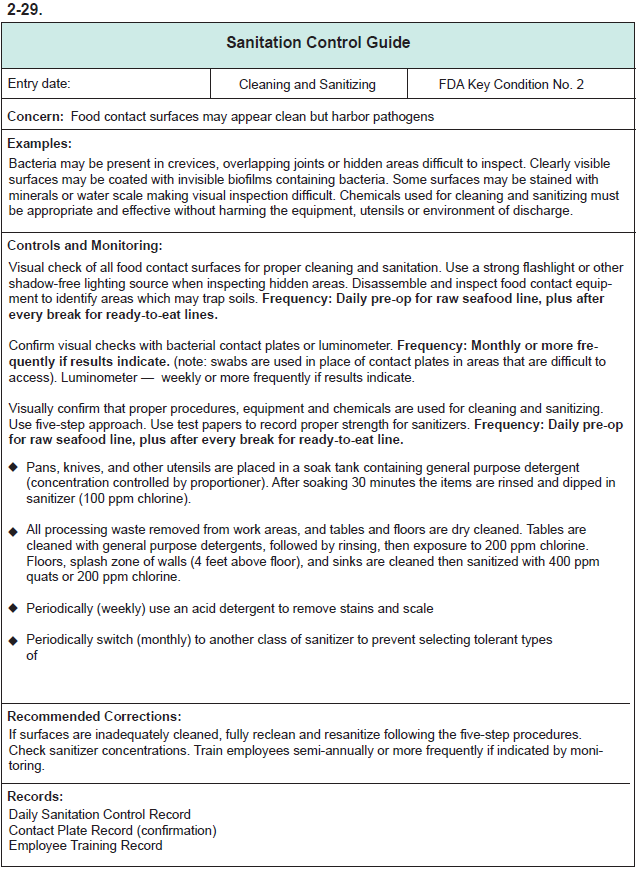 2-29.
Sanitation Control Guide
Entry date:
Cleaning and Sanitizing
FDA Key Condition No. 2
Concern: Food contact surfaces may appear clean but harbor pathogens
Examples:
Bacteria may be present in crevices, overlapping joints or hidden areas difficult to inspect. Clearly visible
surfaces may be coated with invisible biofilms containing bacteria. Some surfaces may be stained with
minerals or water scale making visual inspection difficult. Chemicals used for cleaning and sanitizing must
be appropriate and effective without harming the equipment, utensils or environment of discharge.
Controls and Monitoring:
Visual check of all food contact surfaces for proper cleaning and sanitation. Use a strong flashlight or other
shadow-free lighting source when inspecting hidden areas. Disassemble and inspect food contact equip-
ment to identify areas which may trap soils. Frequency: Daily pre-op for raw seafood line, plus after
every break for ready-to-eat lines.
Confirm visual checks with bacterial contact plates or luminometer. Frequency: Monthly or more fre-
quently if results indicate. (note: swabs are used in place of contact plates in areas that are difficult to
access). Luminometer — weekly or more frequently if results indicate.
Visually confirm that proper procedures, equipment and chemicals are used for cleaning and sanitizing.
Use five-step approach. Use test papers to record proper strength for sanitizers. Frequency: Daily pre-op
for raw seafood line, plus after every break for ready-to-eat line.
◆ Pans, knives, and other utensils are placed in a soak tank containing general purpose detergent
(concentration controlled by proportioner). After soaking 30 minutes the items are rinsed and dipped in
sanitizer (100 ppm chlorine).
◆ All processing waste removed from work areas, and tables and floors are dry cleaned. Tables are
cleaned with general purpose detergents, followed by rinsing, then exposure to 200 ppm chlorine.
Floors, splash zone of walls (4 feet above floor), and sinks are cleaned then sanitized with 400 ppm
quats or 200 ppm chlorine.
◆ Periodically (weekly) use an acid detergent to remove stains and scale
◆ Periodically switch (monthly) to another class of sanitizer to prevent selecting tolerant types
of
Recommended Corrections:
If surfaces are inadequately cleaned, fully reclean and resanitize following the five-step procedures.
Check sanitizer concentrations. Train employees semi-annually or more frequently if indicated by moni-
toring.
Records:
Daily Sanitation Control Record
Contact Plate Record (confirmation)
Employee Training Record